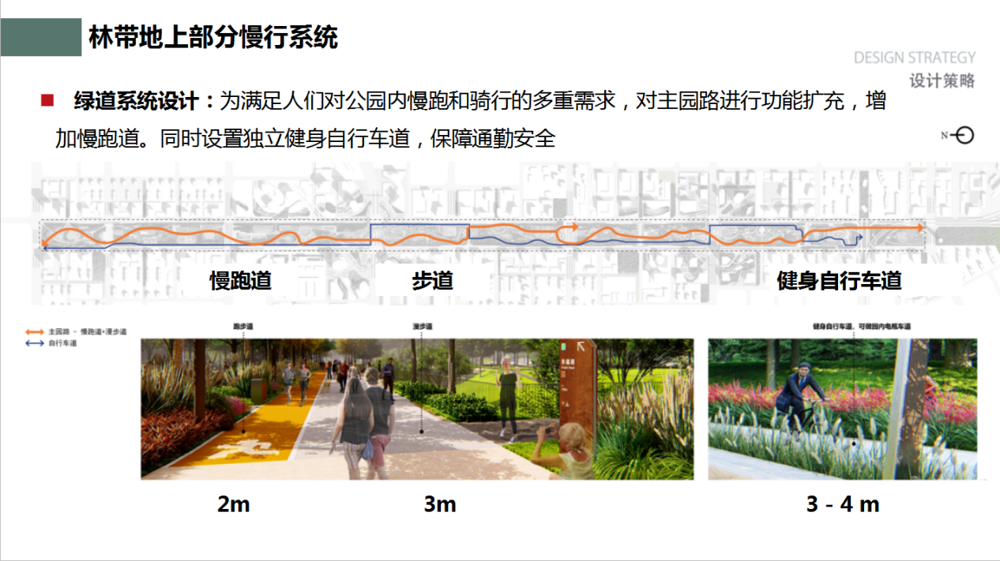 林带地上部分慢行系统
DESIGN STRATEGY
设计策略
绿道系统设计：为满足人们对公园内慢跑和骑行的多重需求，对主园路进行功能扩充，增
加慢跑道。同时设置独立健身自行车道，保障通勤安全
N
慢跑道
步道
健身自行车道
主园路 - 慢跑道+漫步道
自行车道
跑步道
漫步道
健身自行车道，可做园内电瓶车道
2m
3m
3 - 4 m